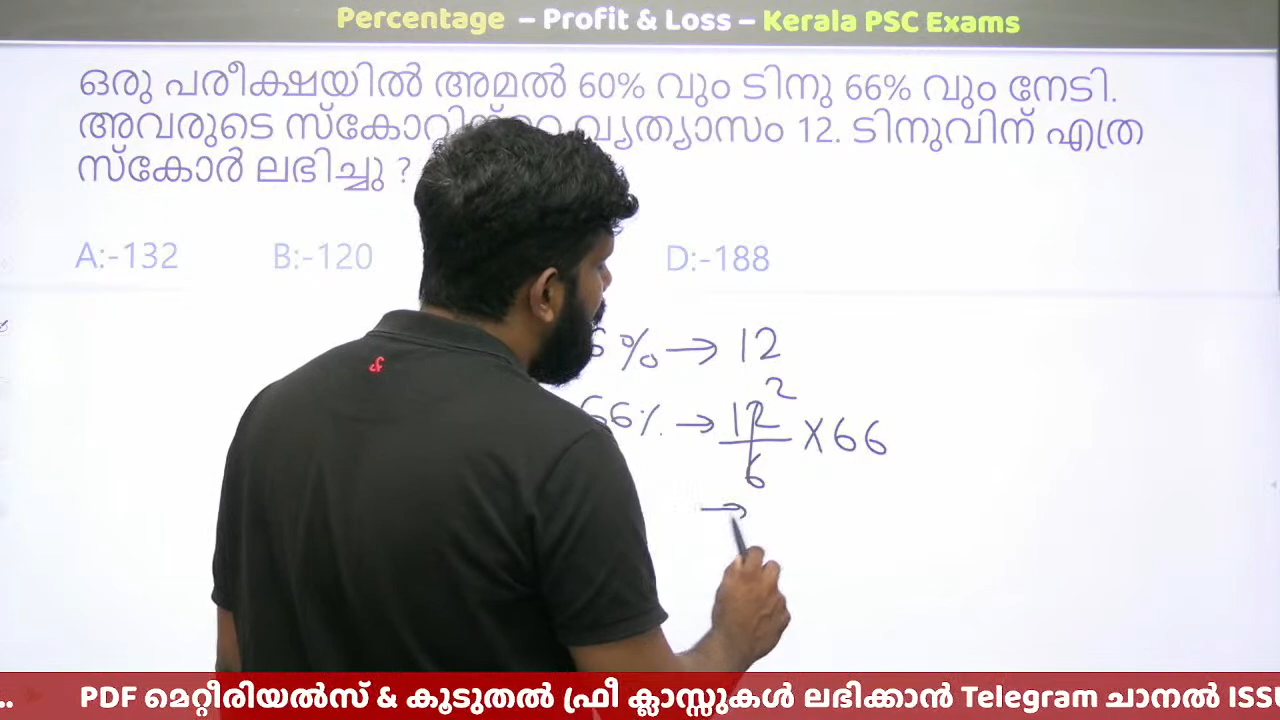 Percentage – Profit & Loss – Kerala PSC Exams
ഒരു പരീക്ഷയിൽ അമൽ 60% വും ടിനു 66% വും നേടി.
അവരുടെ വ്യത്യാസം 12. ടിനുവിന് എത്ര
സ്കോർ ലഭിച്ചു ?
A:-132 B:-120 D:-188
6 % → 12
66% → 12/6 2 × 66
→
.. PDF മെറ്റീരിയൽസ് & കൂടുതൽ ഫ്രീ ക്ലാസ്സുകൾ ലഭിക്കാൻ Telegram ചാനൽ